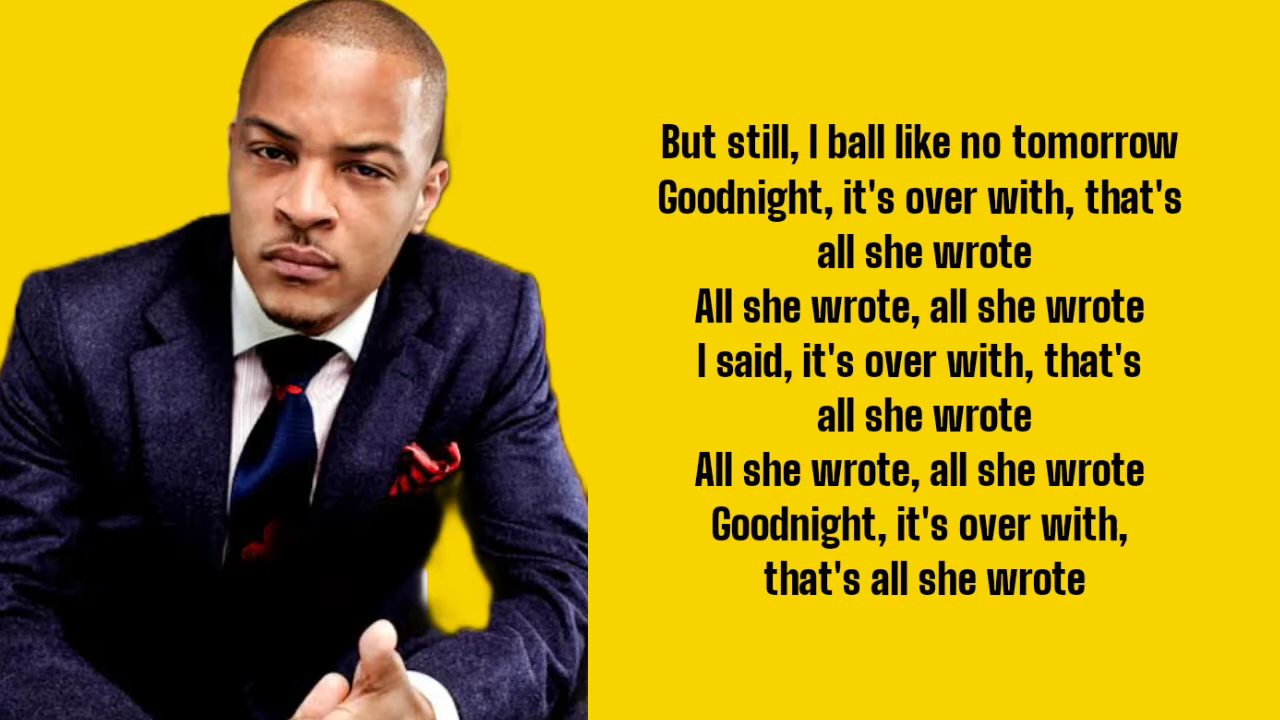 But still, I ball like no tomorrow
Goodnight, it's over with, that's
all she wrote
All she wrote, all she wrote
I said, it's over with, that's
all she wrote
All she wrote, all she wrote
Goodnight, it's over with,
that's all she wrote